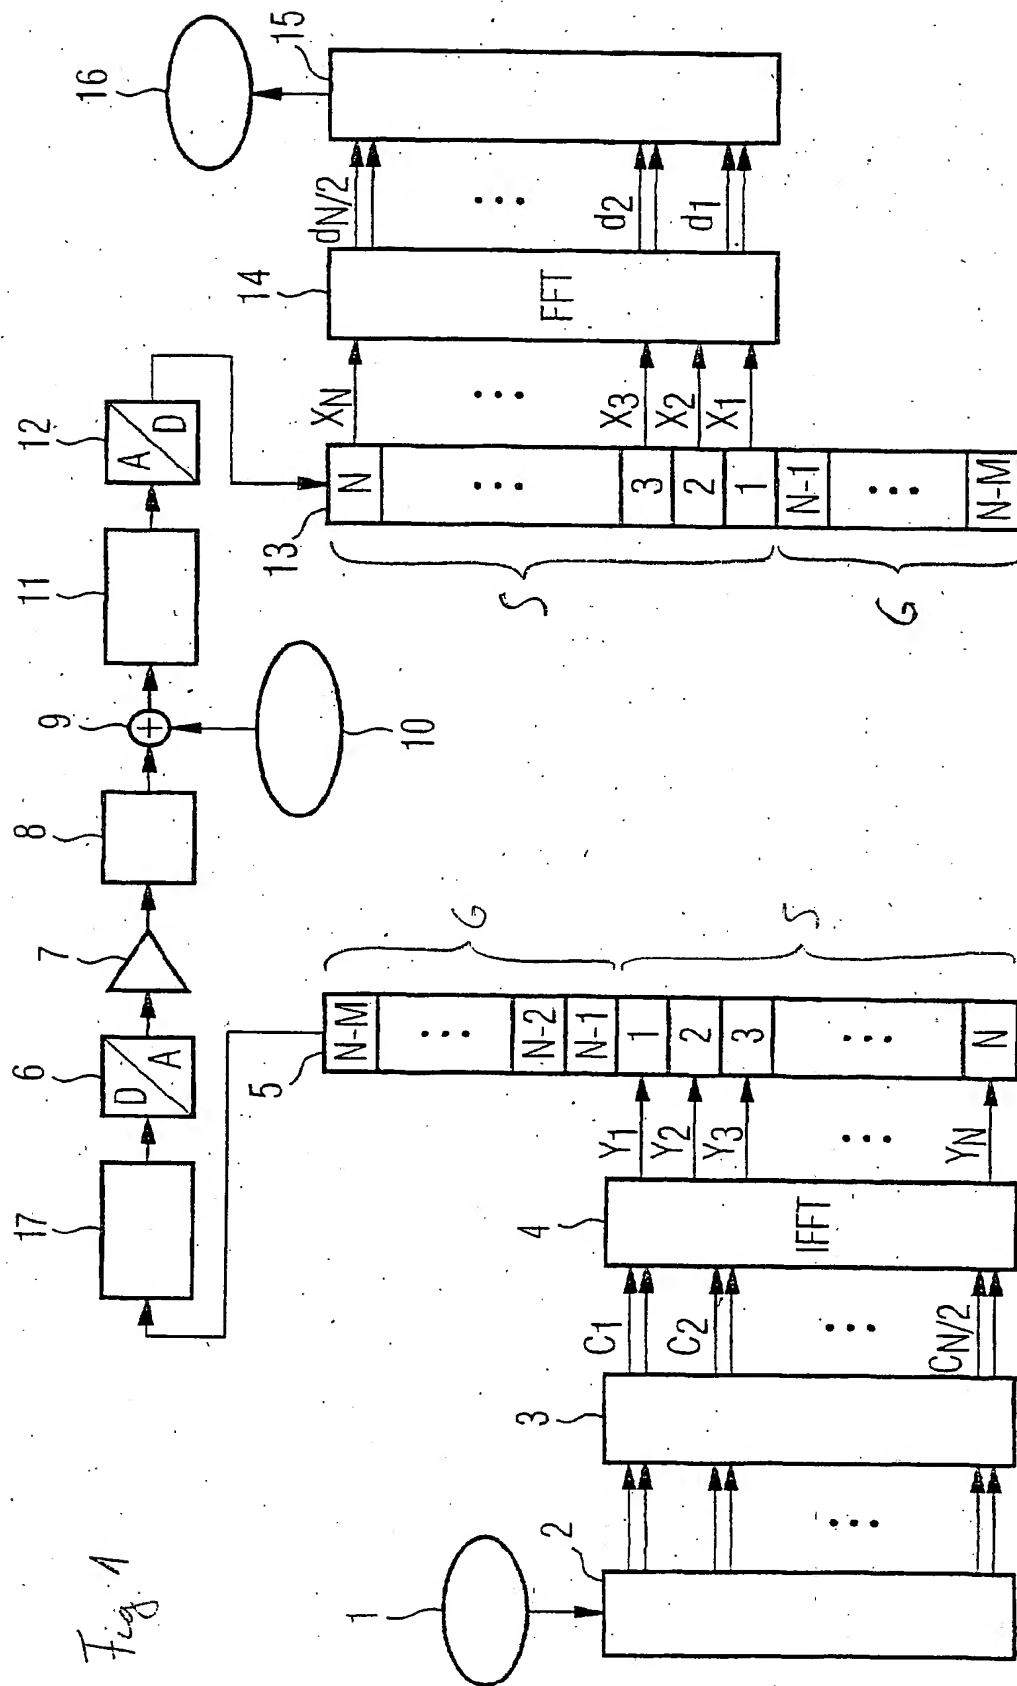 Fig 1
1
2
3
C1
C2
CN/2
4
IFFT
Y1
Y2
Y3
YN
5
N-M
N-2
N-1
1
2
3
N
G
S
17
6
D
A
7
8
9
10
11
12
A
D
13
N
3
2
1
N-1
N-M
S
G
XN
X3
X2
X1
14
FFT
dN/2
d2
d1
15
16